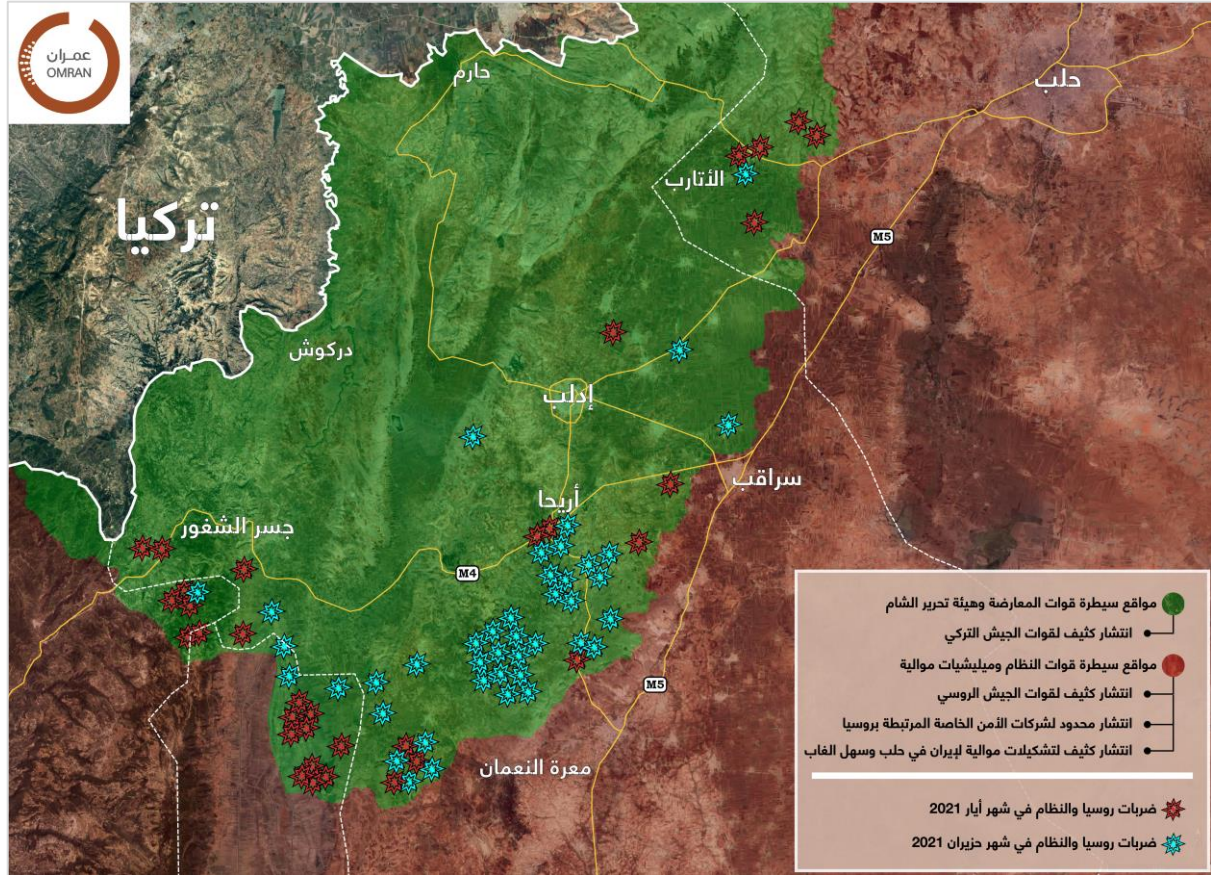 عمـران
OMRAN
حارم
حلب
الأتارب
تركيا
M5
دركوش
إدلب
سراقب
أريحا
جسر الشغور
M4
M5
معرة النعمان
مواقع سيطرة قوات المعارضة وهيئة تحرير الشام
انتشار كثيف لقوات الجيش التركي
مواقع سيطرة قوات النظام وميليشيات موالية
انتشار كثيف لقوات الجيش الروسي
انتشار محدود لشركات الأمن الخاصة المرتبطة بروسيا
انتشار كثيف لتشكيلات موالية لإيران في حلب وسهل الغاب
ضربات روسيا والنظام في شهر أيار 2021
ضربات روسيا والنظام في شهر حزيران 2021